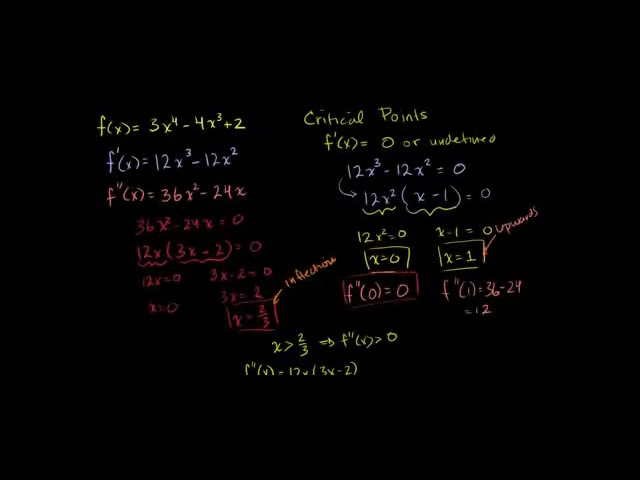 f(x) = 3x⁴ - 4x³ + 2
f'(x) = 12x³ - 12x²
f''(x) = 36x² - 24x
36x² - 24x = 0
12x (3x - 2) = 0
12x = 0 3x - 2 = 0
x = 0 3x = 2
x = 2/3
inflection
Critical Points
f'(x) = 0 or undefined
12x³ - 12x² = 0
12x² (x - 1) = 0
12x² = 0 x - 1 = 0
x = 0 x = 1
upwards
f''(0) = 0 f''(1) = 36 - 24
= 12
x > 2/3 ⇒ f''(x) > 0
f''(x) = 12x (3x - 2)